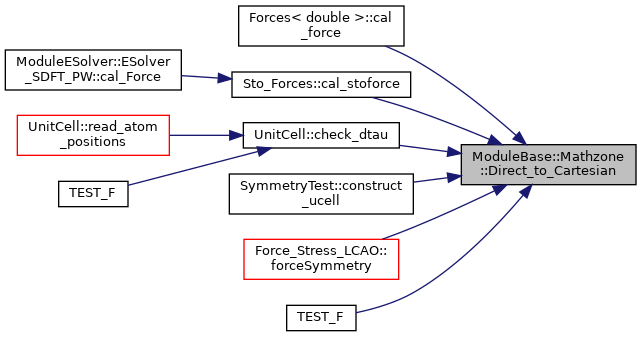 Forces< double >::cal
_force
ModuleESolver::ESolver
_SDFT_PW::cal_Force
Sto_Forces::cal_stoforce
UnitCell::read_atom
_positions
UnitCell::check_dtau
ModuleBase::Mathzone
::Direct_to_Cartesian
TEST_F
SymmetryTest::construct
_ucell
Force_Stress_LCAO::
forceSymmetry
TEST_F